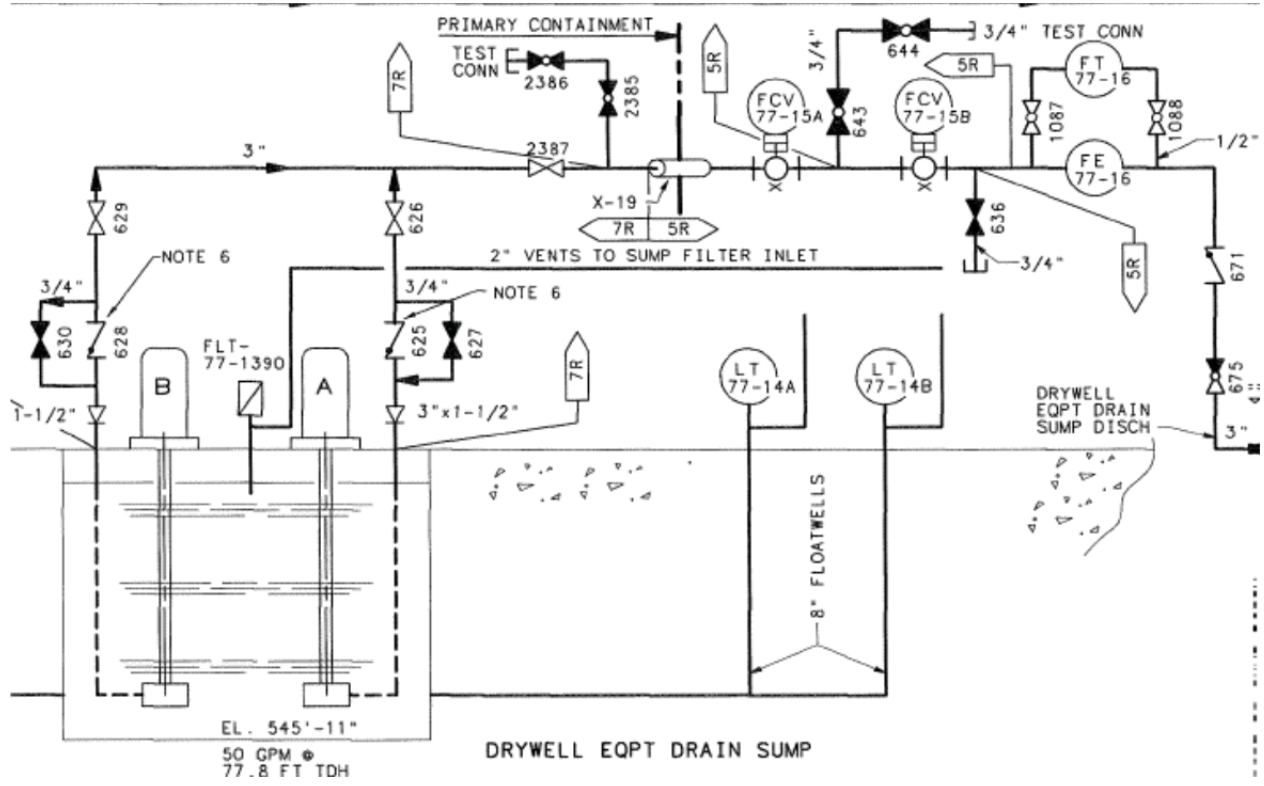 PRIMARY CONTAINMENT
TEST
CONN
2386
2385
7R
5R
3/4"
644
3/4" TEST CONN
5R
FT
77-16
FCV
77-15A
643
FCV
77-15B
1087
1088
1/2"
3"
2387
FE
77-16
X-19
X
X
7R
5R
636
3/4"
5R
671
629
626
NOTE 6
2" VENTS TO SUMP FILTER INLET
3/4"
3/4"
NOTE 6
630
628
625
627
FLT-
77-1390
7R
B
A
LT
77-14A
LT
77-14B
675
1-1/2"
3"x1-1/2"
DRYWELL
EQPT DRAIN
SUMP DISCH
3"
8" FLOATWELLS
EL. 545'-11"
50 GPM @
77.8 FT TDH
DRYWELL EQPT DRAIN SUMP